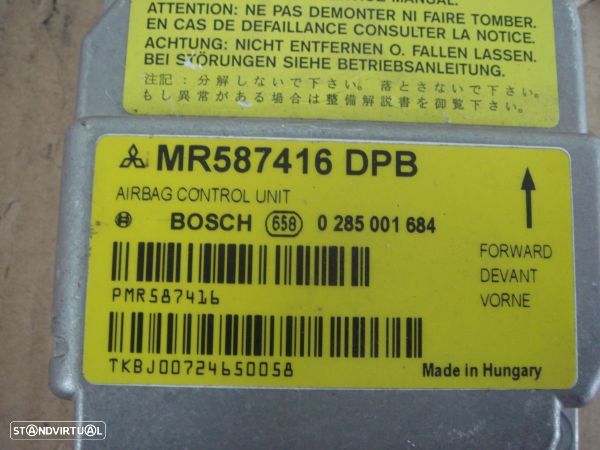 ATTENTION: NE PAS DEMONTER NI FAIRE TOMBER.
EN CAS DE DEFAILLANCE CONSULTER LA NOTICE.
ACHTUNG: NICHT ENTFERNEN O. FALLEN LASSEN.
BEI STÖRUNGEN SIEHE BETRIEBSANLEITUNG.
注記：分解しないで下さい。落とさないで下さい。
もし異常がある場合は整備解説書を御覧下さい。
MR587416 DPB
AIRBAG CONTROL UNIT
BOSCH 658 0 285 001 684
FORWARD
DEVANT
VORNE
PMR587416
TKBJ00724650058
Made in Hungary
STANDVIRTUAL